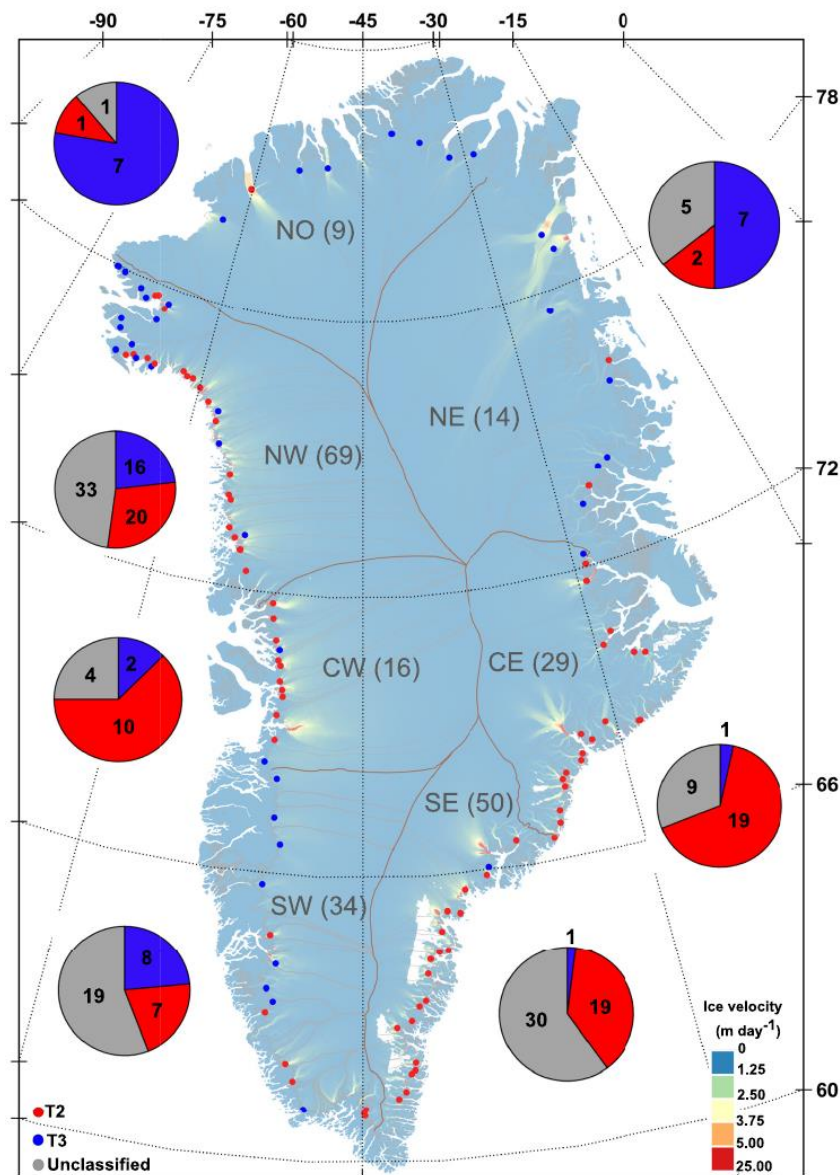 -90 -75 -60 -45 -30 -15 0
78
1
1
7
5
7
2
NO (9)
NE (14)
NW (69)
72
16
33
20
CW (16)
CE (29)
2
4
10
1
9
19
66
SE (50)
SW (34)
8
19
7
1
19
30
Ice velocity
(m day-1)
0
1.25
2.50
3.75
5.00
25.00
60
T2
T3
Unclassified